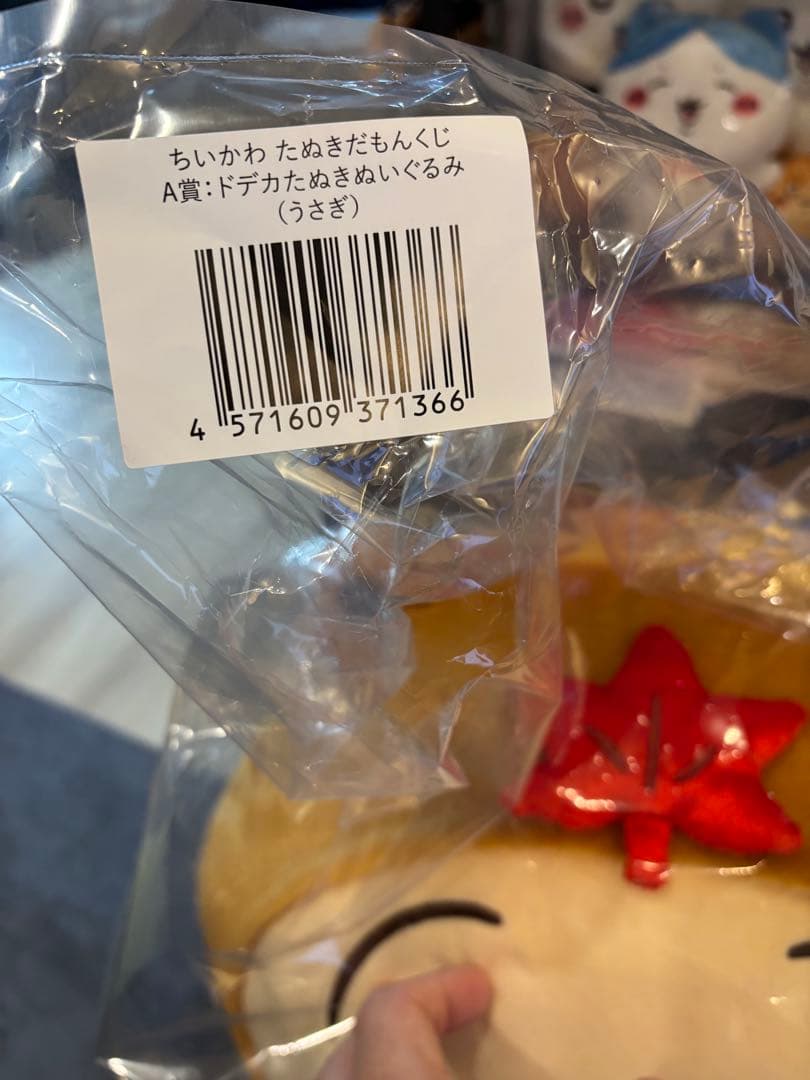 ちいかわ たぬきだもんくじ
A賞：ドデカたぬきぬいぐるみ
（うさぎ）
4 571609 371366